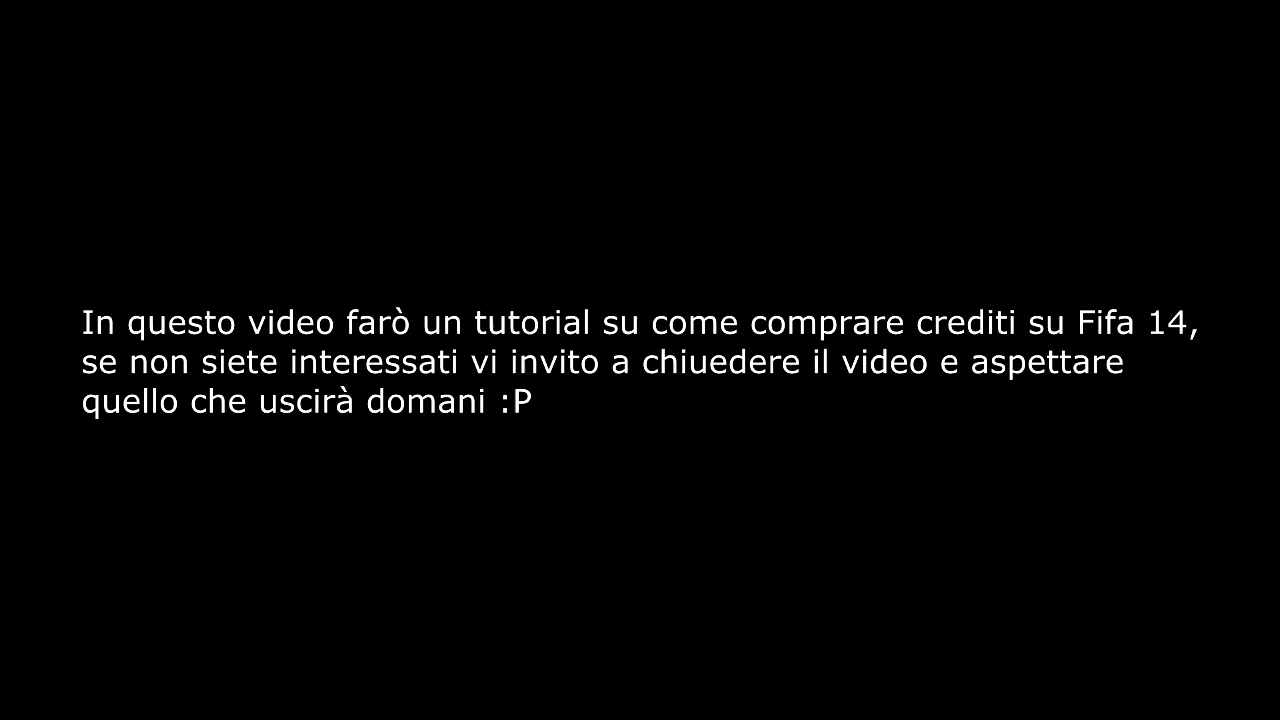 In questo video farò un tutorial su come comprare crediti su Fifa 14,
se non siete interessati vi invito a chiuedere il video e aspettare
quello che uscirà domani :P